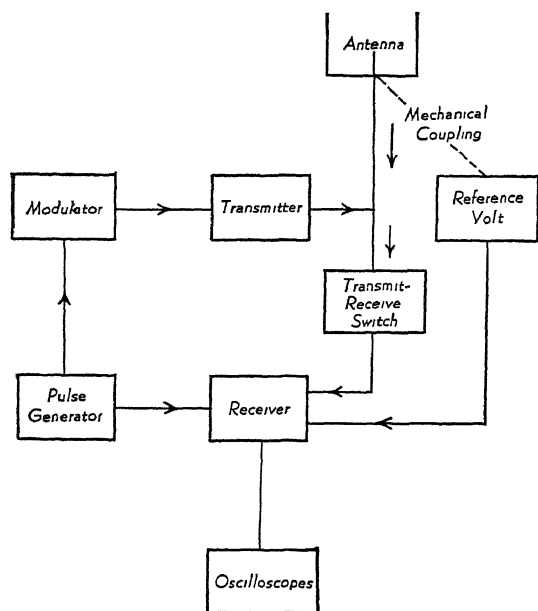 Antenna
Mechanical
Coupling
Modulator
Transmitter
Reference
Volt
Transmit-
Receive
Switch
Pulse
Generator
Receiver
Oscilloscopes